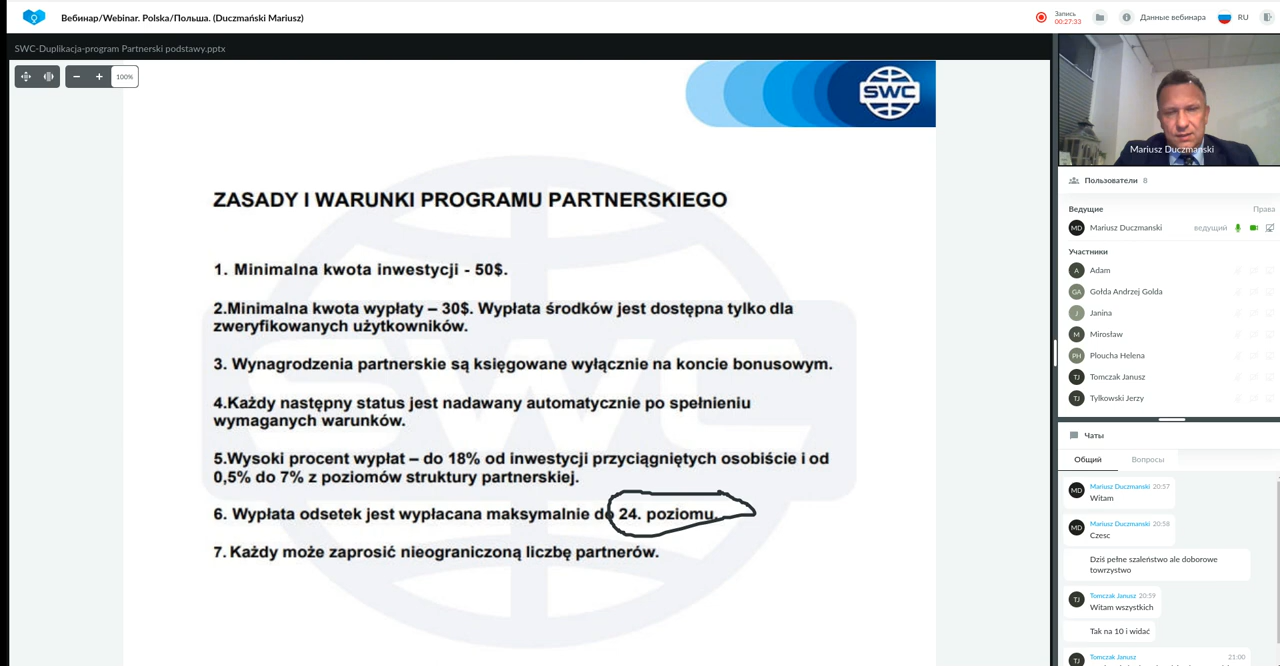 Вебинар/Webinar. Polska/Польша. (Duczmański Mariusz)
Запись
00:27:33
Данные вебинара
RU
SWC-Duplikacja-program Partnerski podstawy.pptx
100%
SWC
ZASADY I WARUNKI PROGRAMU PARTNERSKIEGO
1. Minimalna kwota inwestycji - 50$.
2.Minimalna kwota wypłaty – 30$. Wypłata środków jest dostępna tylko dla
zweryfikowanych użytkowników.
3. Wynagrodzenia partnerskie są księgowane wyłącznie na koncie bonusowym.
4.Każdy następny status jest nadawany automatycznie po spełnieniu
wymaganych warunków.
5.Wysoki procent wypłat – do 18% od inwestycji przyciągniętych osobiście i od
0,5% do 7% z poziomów struktury partnerskiej.
6. Wypłata odsetek jest wypłacana maksymalnie do 24. poziomu.
7. Każdy może zaprosić nieograniczoną liczbę partnerów.
SWC
Mariusz Duczmanski
Пользователи 8
Ведущие Права
MD Mariusz Duczmanski ведущий
Участники
A Adam
GA Gołda Andrzej Golda
J Janina
M Mirosław
PH Ploucha Helena
TJ Tomczak Janusz
TJ Tylkowski Jerzy
Чаты
Общий Вопросы
MD Mariusz Duczmanski 20:57
Witam
MD Mariusz Duczmanski 20:58
Czesc
Dziś pełne szaleństwo ale doborowe
towrzystwo
TJ Tomczak Janusz 20:59
Witam wszystkich
Tak na 10 i widać
TJ Tomczak Janusz 21:00